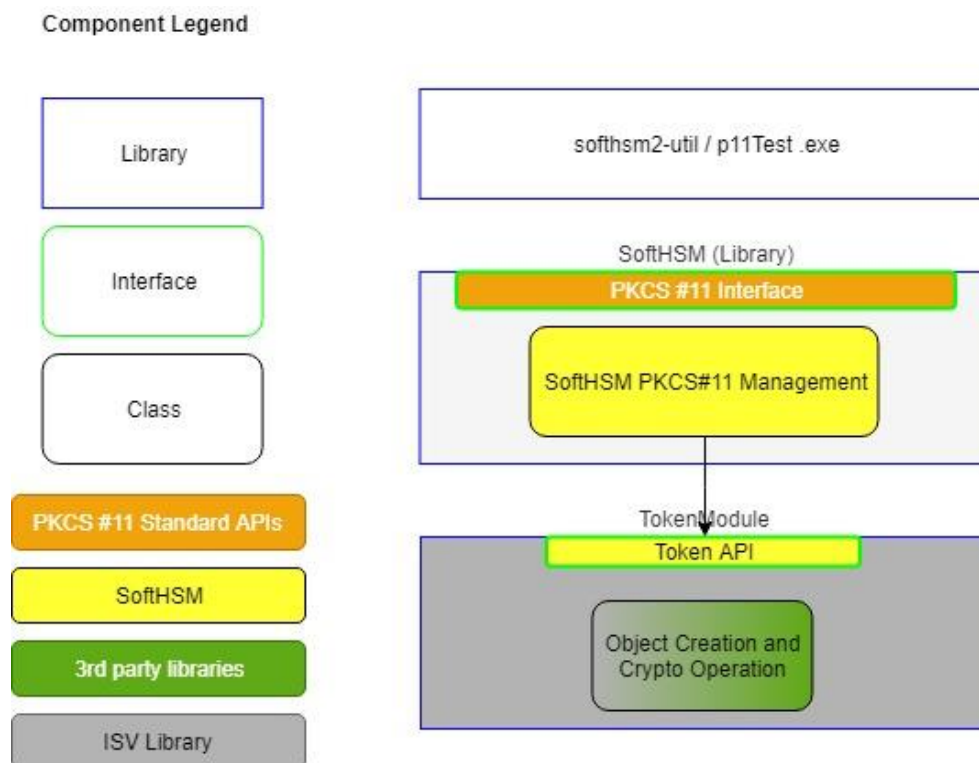 Component Legend
Library
Interface
Class
PKCS #11 Standard APIs
SoftHSM
3rd party libraries
ISV Library
softhsm2-util / p11Test .exe
SoftHSM (Library)
PKCS #11 Interface
SoftHSM PKCS#11 Management
TokenModule
Token API
Object Creation and
Crypto Operation